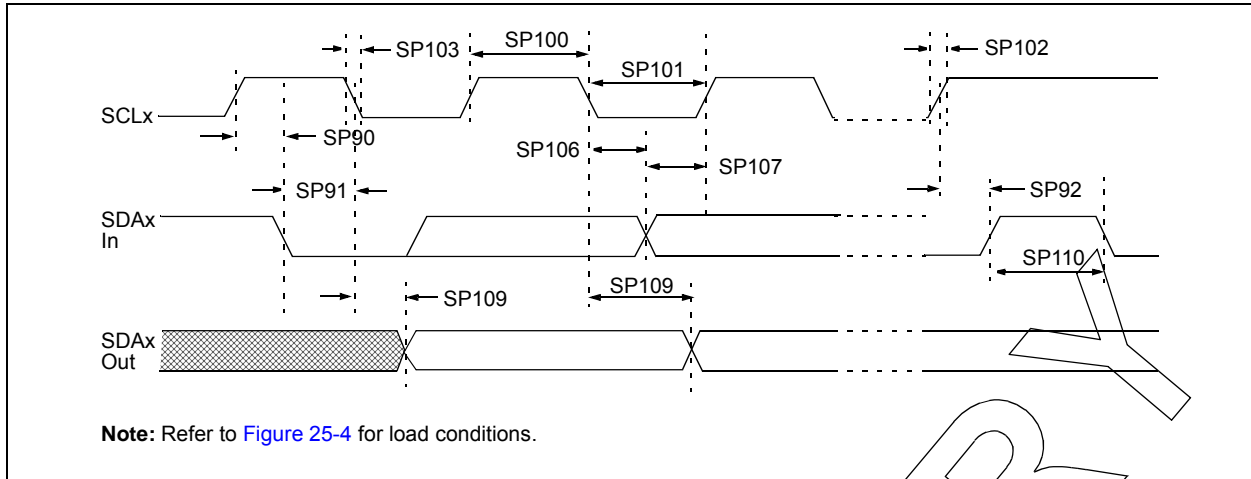 SP103
SP100
SP102
SP101
SCLx
SP90
SP106
SP107
SP91
SP92
SDAx
In
SP110
SP109
SP109
SDAx
Out
Note: Refer to Figure 25-4 for load conditions.